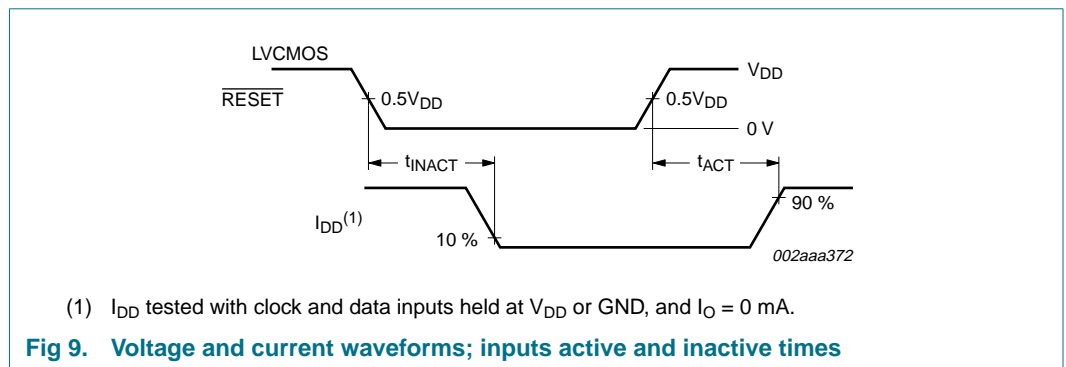 LVCMOS
VDD
RESET
0.5VDD
0.5VDD
0 V
tINACT
tACT
90 %
IDD(1)
10 %
002aaa372
(1) IDD tested with clock and data inputs held at VDD or GND, and IO = 0 mA.
Fig 9. Voltage and current waveforms; inputs active and inactive times